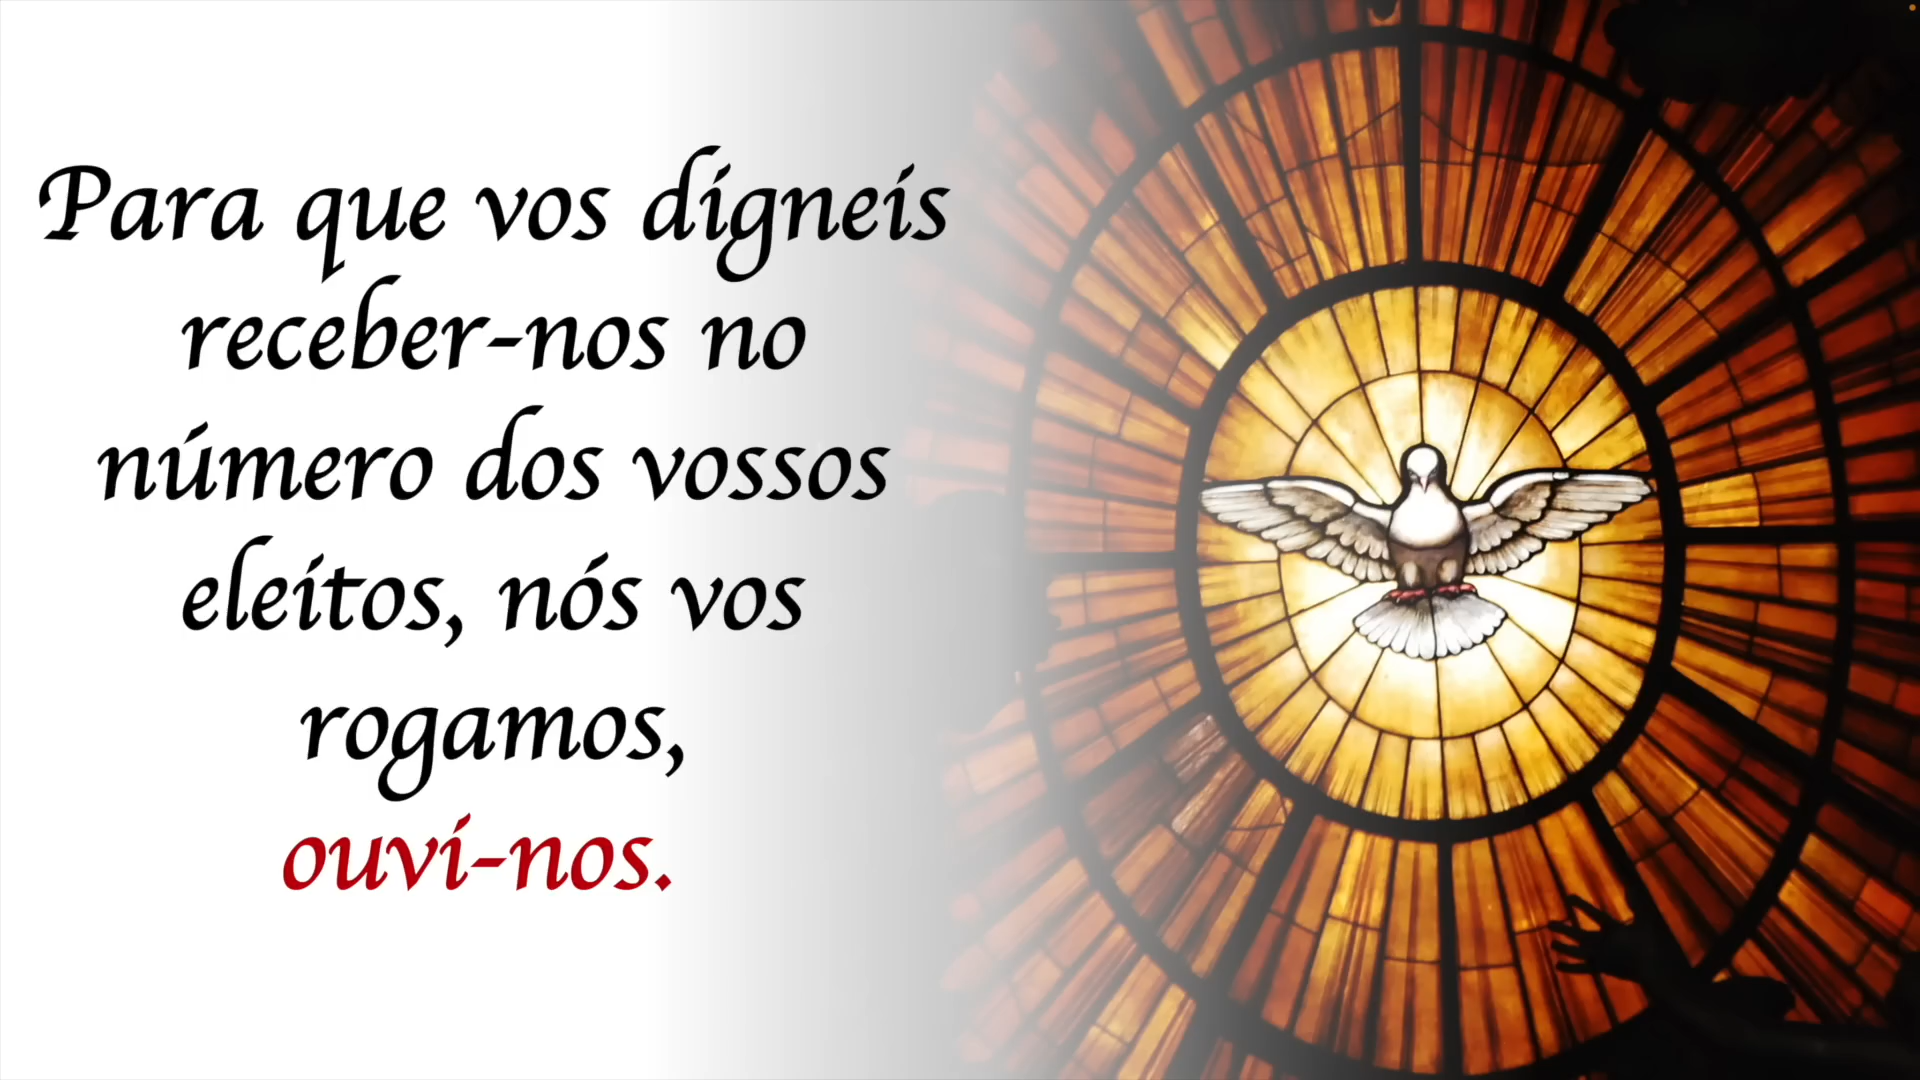 Para que vos digneis
receber-nos no
número dos vossos
eleitos, nós vos
rogamos,
ouvi-nos.